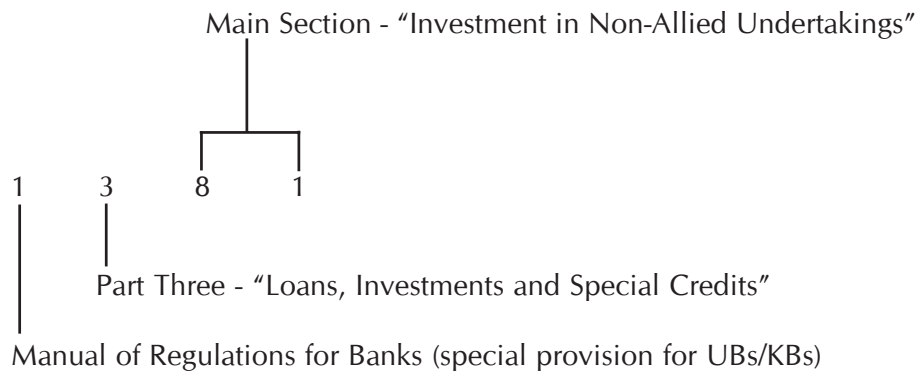 Main Section - “Investment in Non-Allied Undertakings”
1 3 8 1
Part Three - “Loans, Investments and Special Credits”
Manual of Regulations for Banks (special provision for UBs/KBs)